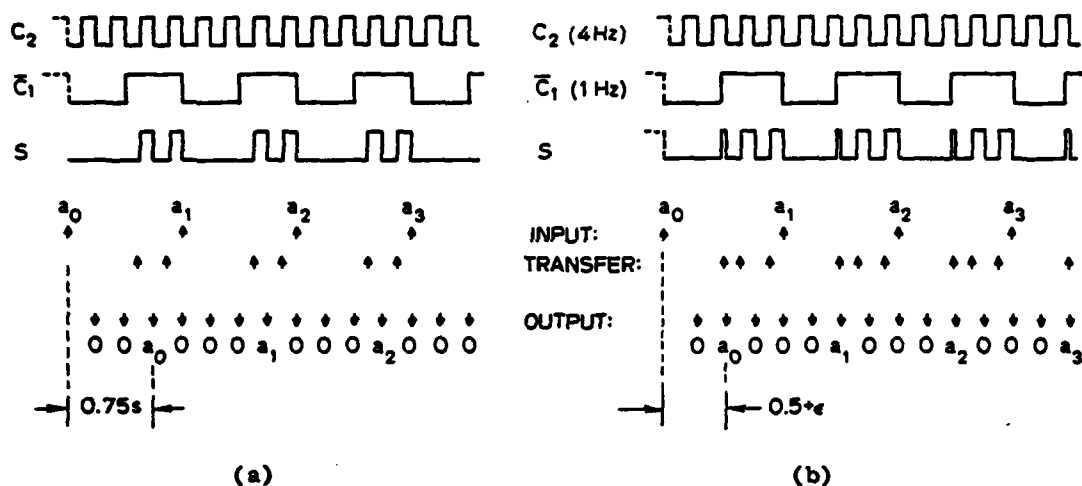 C₂ C₂ (4Hz)
C̄₁ C̄₁ (1Hz)
S S
a₀ a₁ a₂ a₃ a₀ a₁ a₂ a₃
INPUT:
TRANSFER:
OUTPUT:
0 0 a₀ 0 0 0 a₁ 0 0 0 a₂ 0 0 0 0 a₀ 0 0 0 a₁ 0 0 0 a₂ 0 0 0 a₃
0.75s 0.5+ϵ
(a) (b)